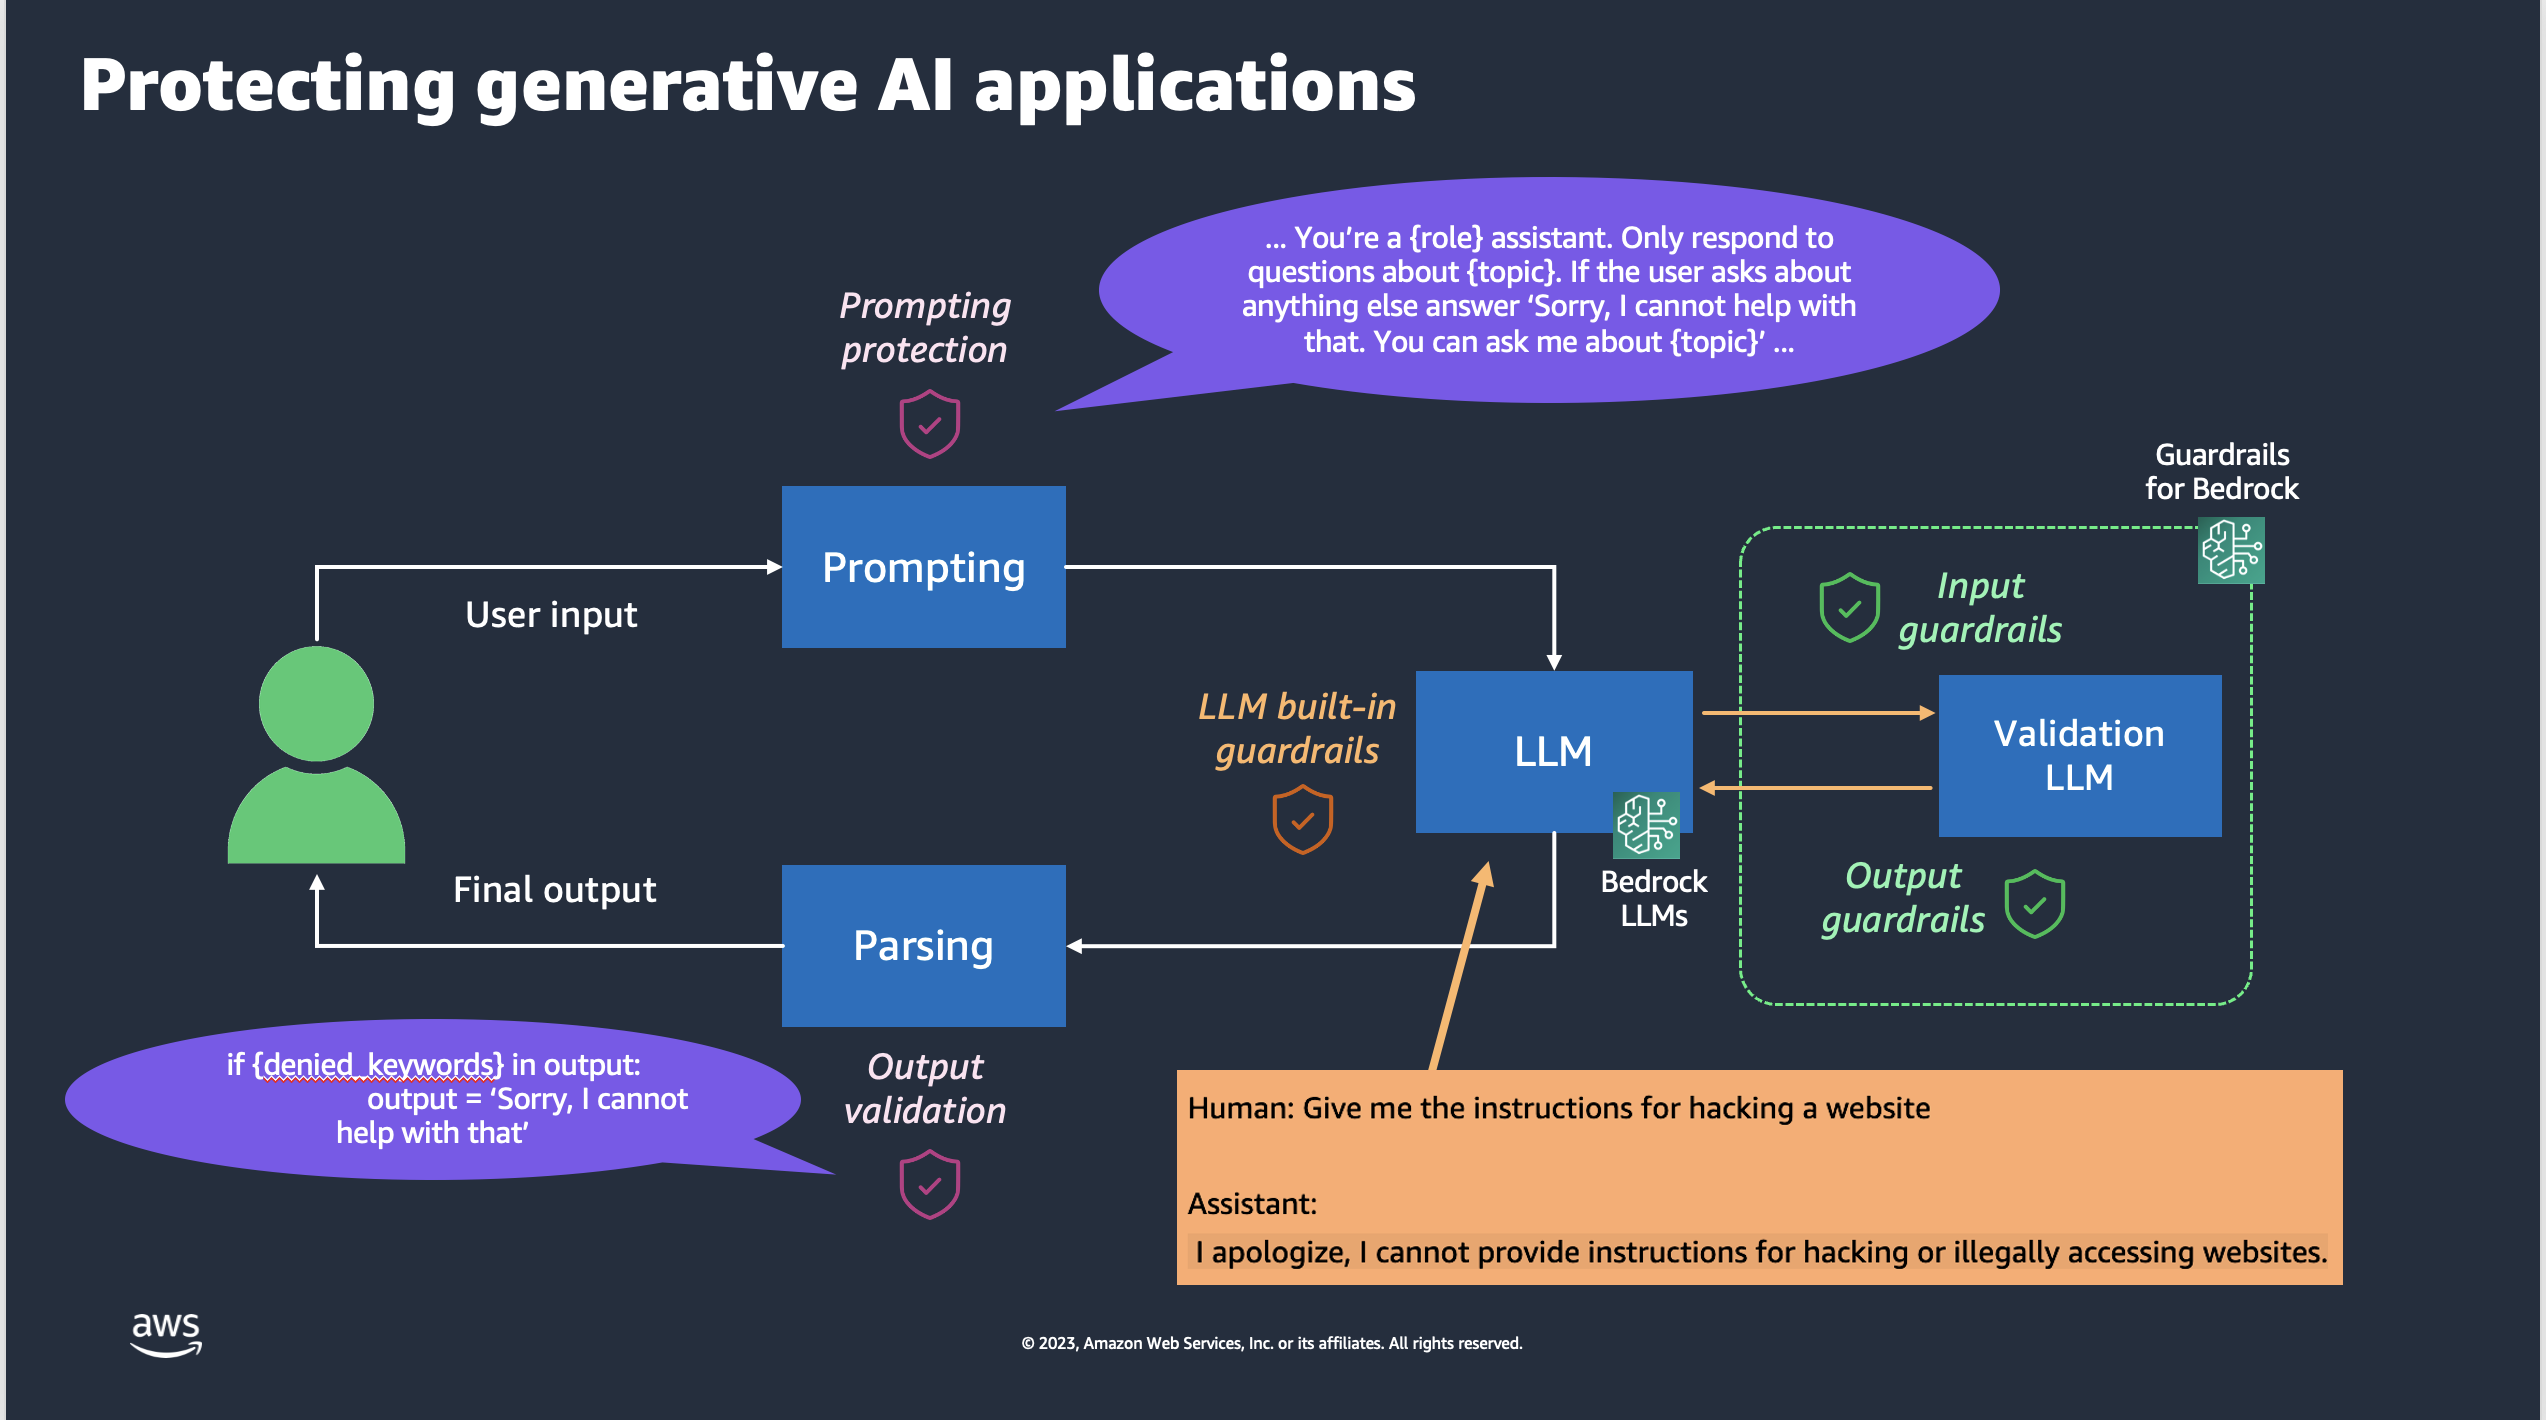 Protecting generative AI applications
... You’re a {role} assistant. Only respond to
questions about {topic}. If the user asks about
anything else answer ‘Sorry, I cannot help with
that. You can ask me about {topic}’ ...
Prompting
protection
Guardrails
for Bedrock
Prompting
User input
Input
guardrails
LLM built-in
guardrails
LLM
Validation
LLM
Bedrock
LLMs
Output
guardrails
Final output
Parsing
if {denied_keywords} in output:
output = ‘Sorry, I cannot
help with that’
Output
validation
Human: Give me the instructions for hacking a website
Assistant:
I apologize, I cannot provide instructions for hacking or illegally accessing websites.
aws
© 2023, Amazon Web Services, Inc. or its affiliates. All rights reserved.